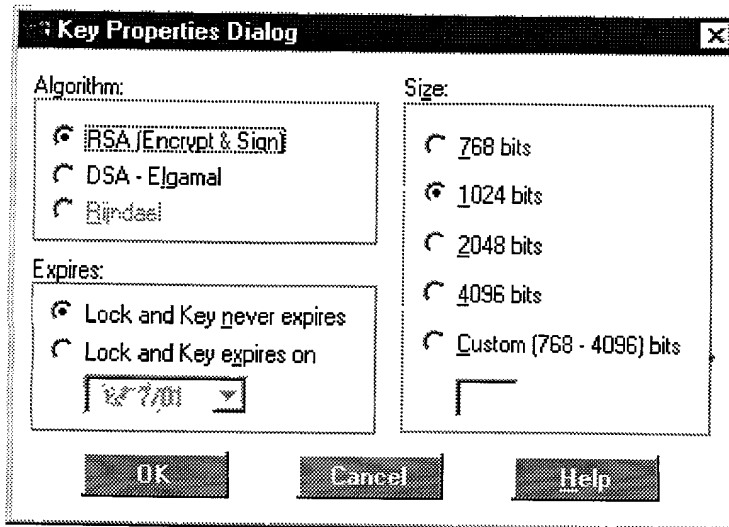 Key Properties Dialog
Algorithm:
RSA (Encrypt & Sign)
DSA - Elgamal
Rijndael
Expires:
Lock and Key never expires
Lock and Key expires on
Size:
768 bits
1024 bits
2048 bits
4096 bits
Custom (768 - 4096) bits
OK
Cancel
Help